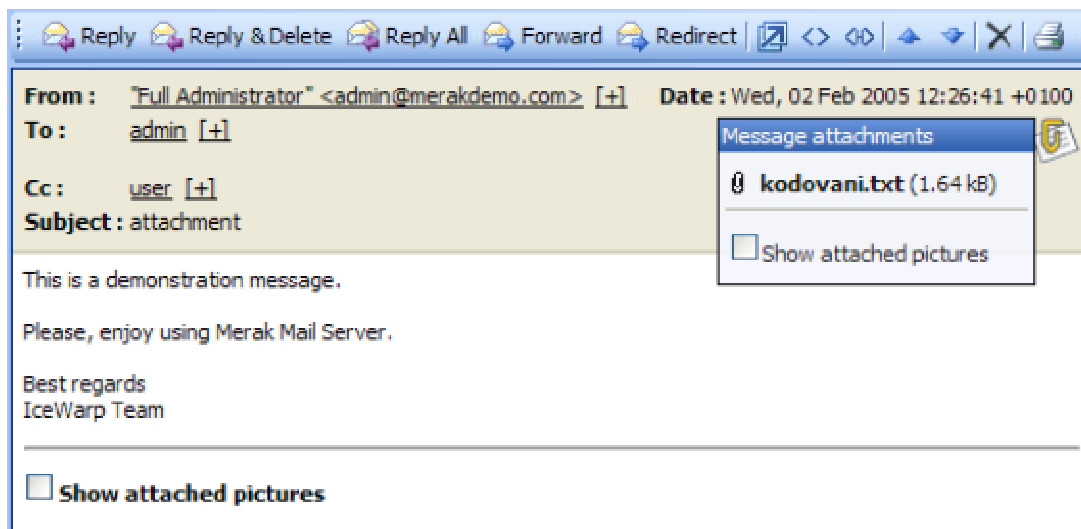 Reply Reply & Delete Reply All Forward Redirect
From : "Full Administrator" <admin@merakdemo.com> [+] Date : Wed, 02 Feb 2005 12:26:41 +0100
To : admin [+]
Message attachments
Cc : user [+]
kodovani.txt (1.64 kB)
Subject : attachment
Show attached pictures
This is a demonstration message.
Please, enjoy using Merak Mail Server.
Best regards
IceWarp Team
Show attached pictures